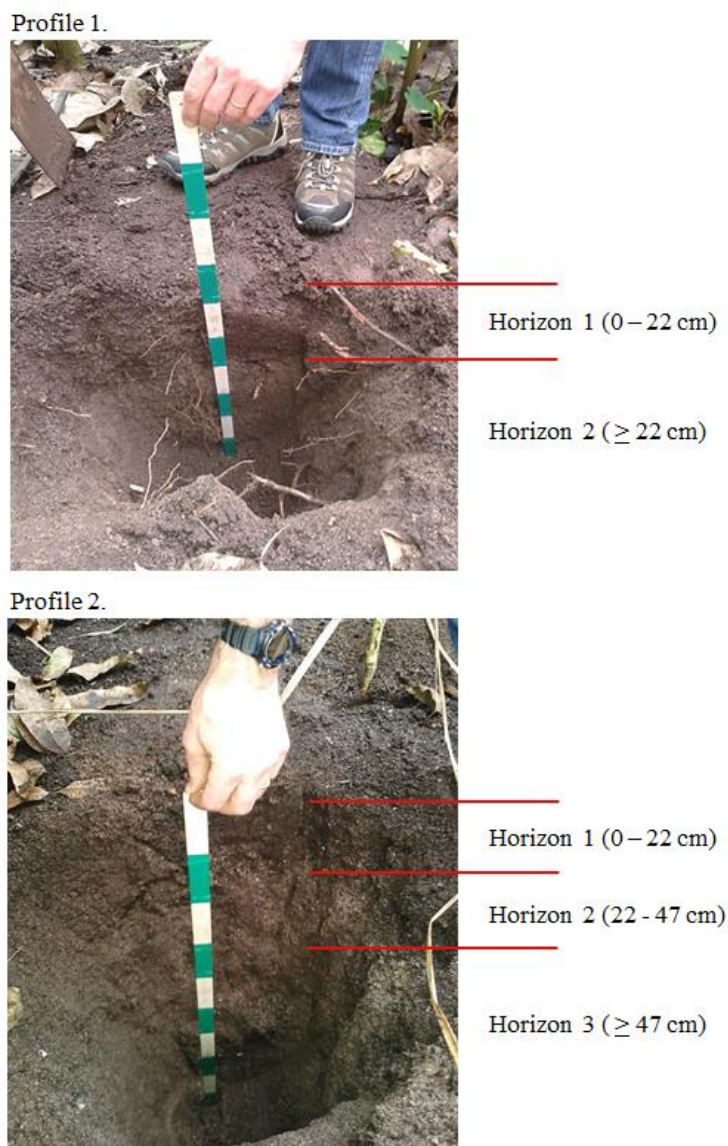 Profile 1.
Horizon 1 (0 – 22 cm)
Horizon 2 ( ≥ 22 cm)
Profile 2.
Horizon 1 (0 – 22 cm)
Horizon 2 (22 - 47 cm)
Horizon 3 ( ≥ 47 cm)